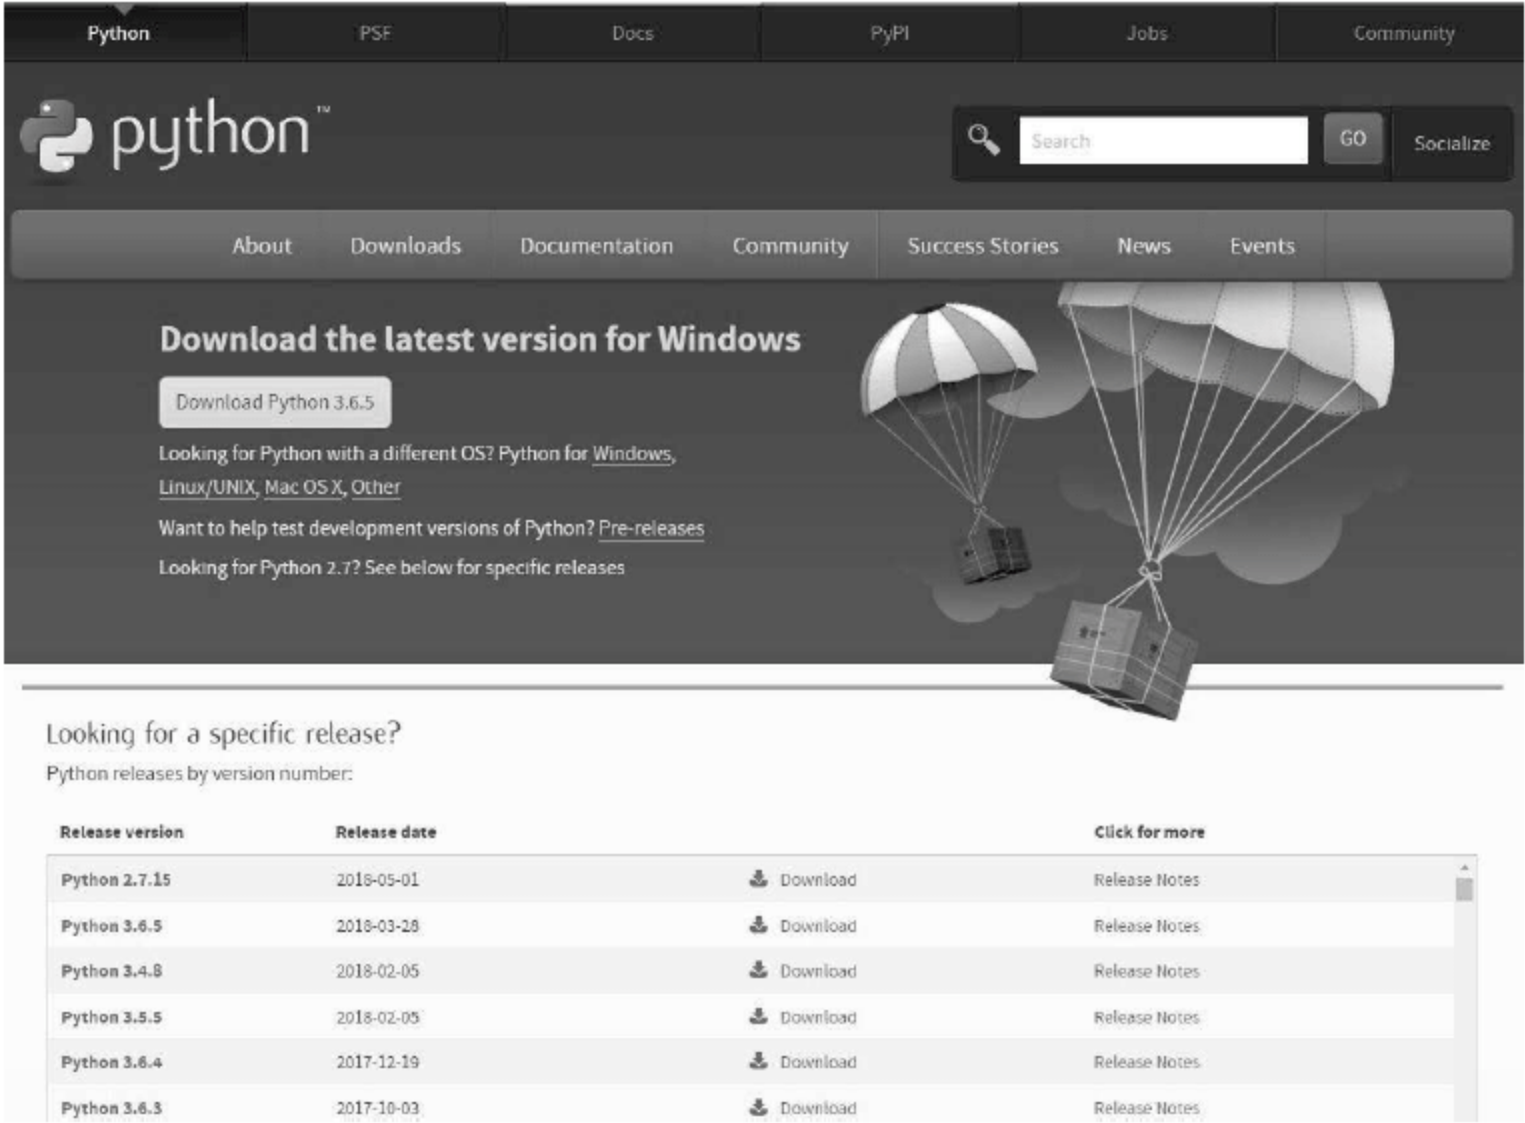 Python PSF Docs PyPI Jobs Community
python™
Search GO Socialize
About Downloads Documentation Community Success Stories News Events
Download the latest version for Windows
Download Python 3.6.5
Looking for Python with a different OS? Python for Windows,
Linux/UNIX, Mac OS X, Other
Want to help test development versions of Python? Pre-releases
Looking for Python 2.7? See below for specific releases
Looking for a specific release?
Python releases by version number:
Release version Release date Click for more
Python 2.7.15 2018-05-01 Download Release Notes
Python 3.6.5 2018-03-28 Download Release Notes
Python 3.4.8 2018-02-05 Download Release Notes
Python 3.5.5 2018-02-05 Download Release Notes
Python 3.6.4 2017-12-19 Download Release Notes
Python 3.6.3 2017-10-03 Download Release Notes